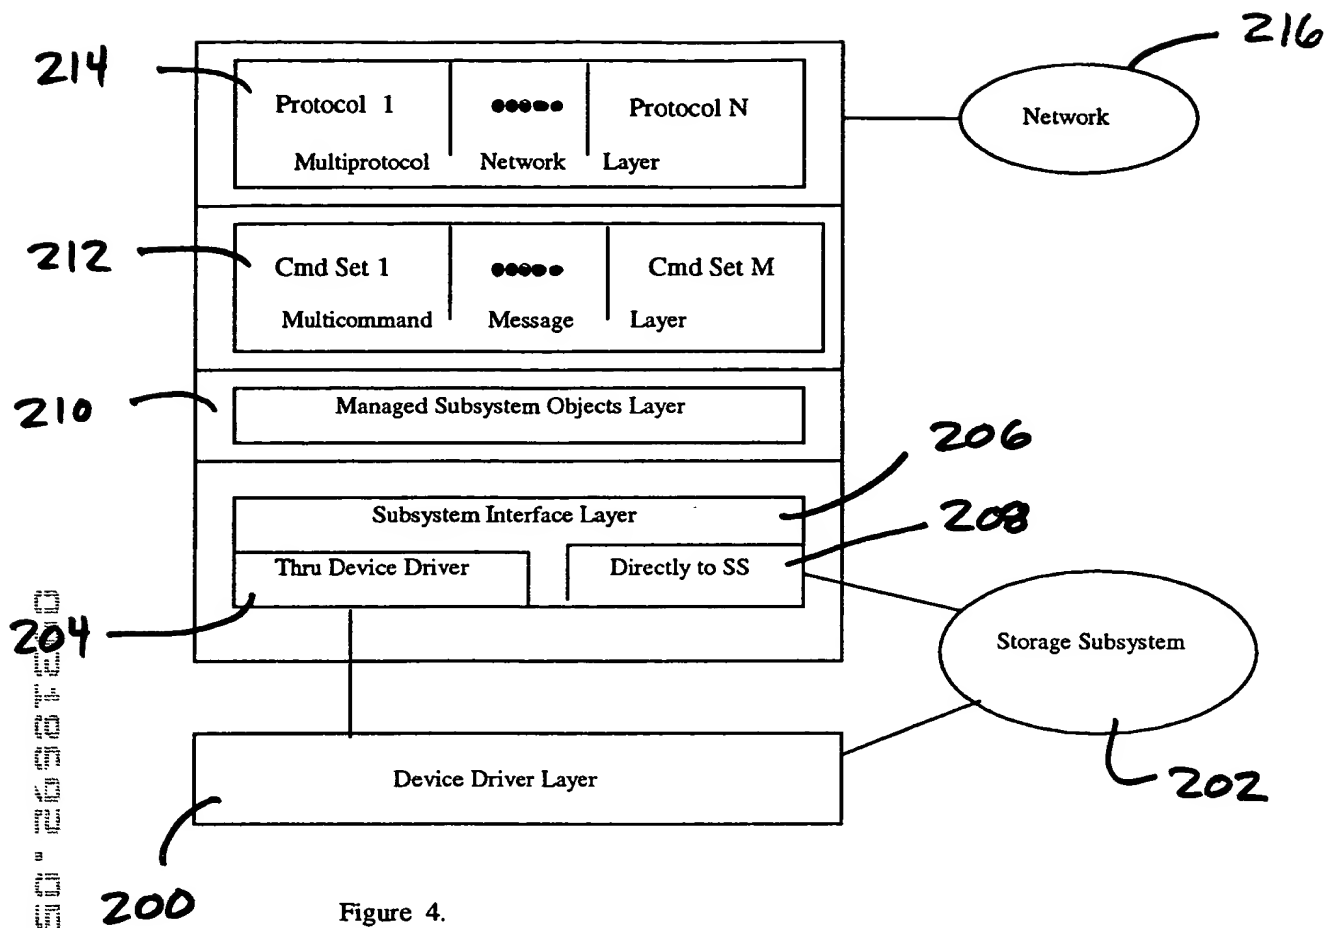 216
214
Protocol 1
Protocol N
Multiprotocol Network Layer
Network
212
Cmd Set 1
Cmd Set M
Multicommand Message Layer
210
Managed Subsystem Objects Layer
206
Subsystem Interface Layer
208
Thru Device Driver
Directly to SS
204
Storage Subsystem
Device Driver Layer
202
200
Figure 4.